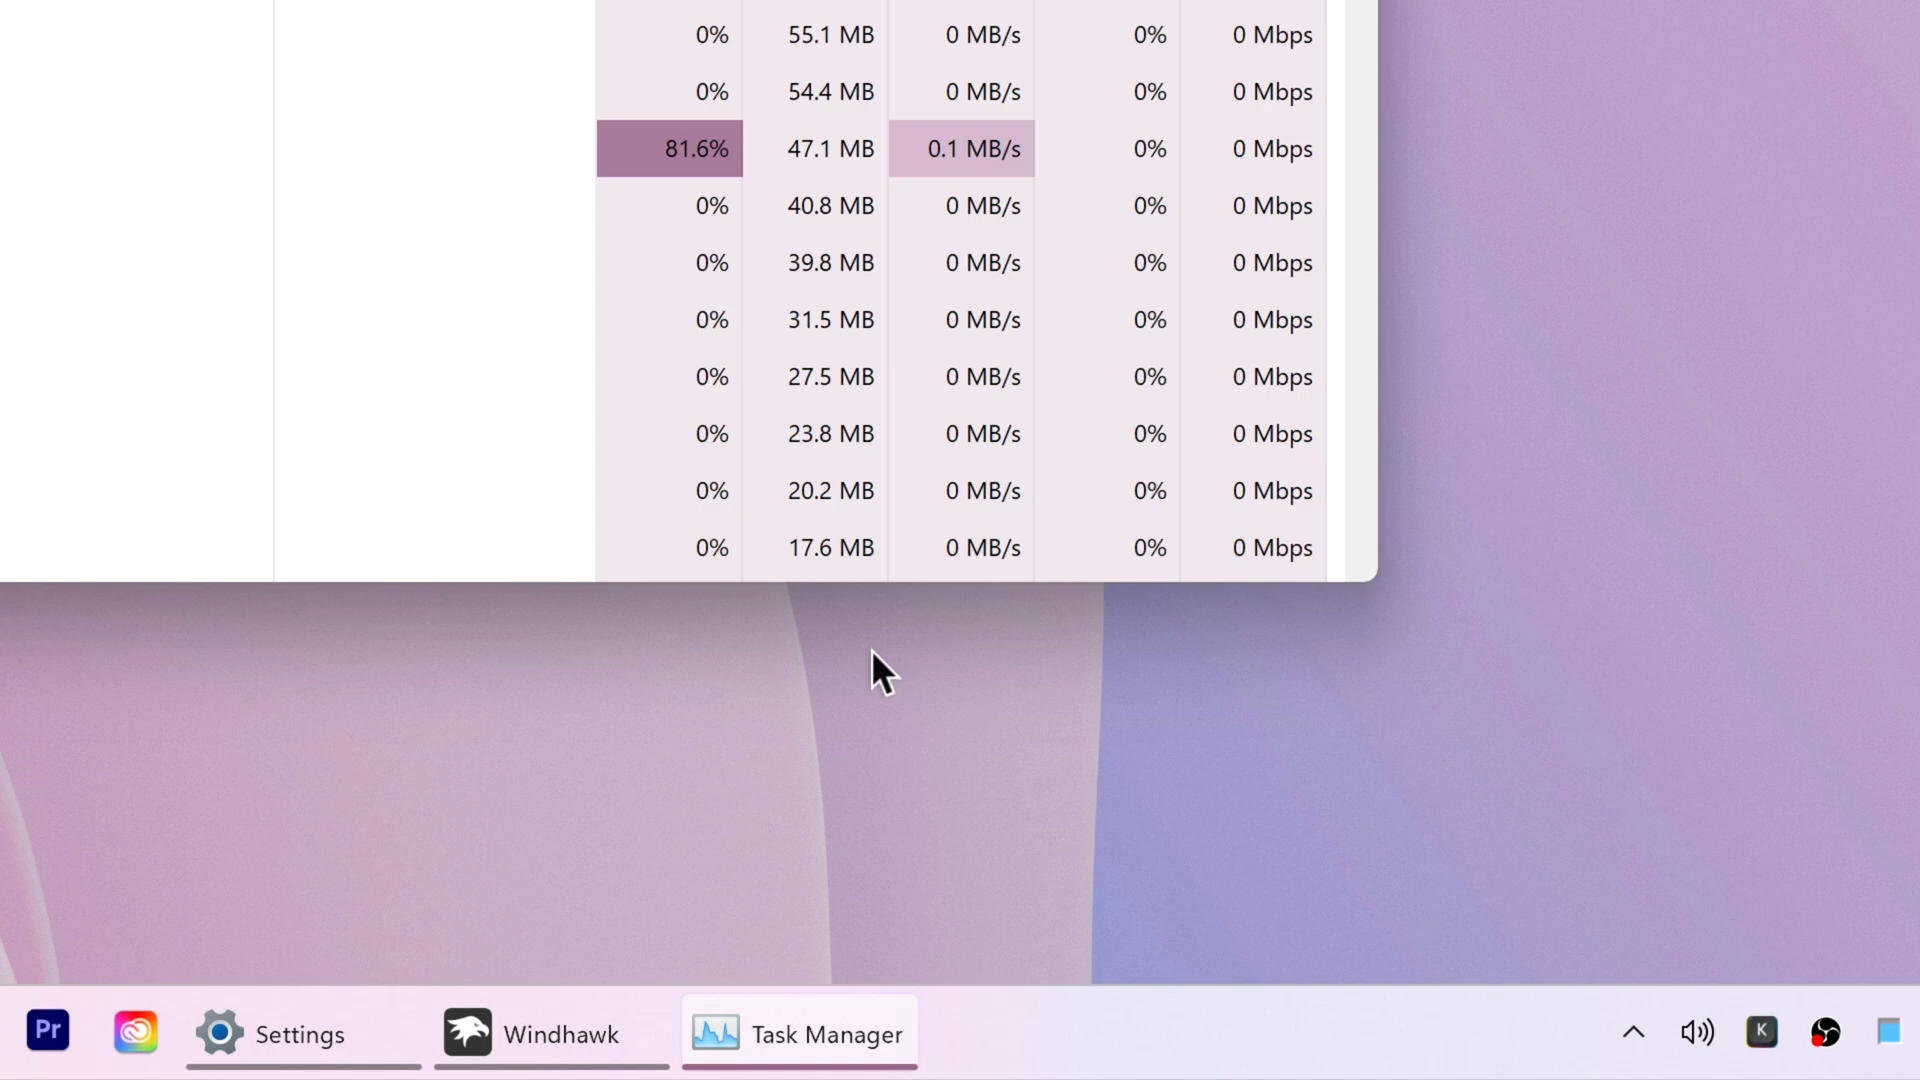 0% 55.1 MB 0 MB/s 0% 0 Mbps
0% 54.4 MB 0 MB/s 0% 0 Mbps
81.6% 47.1 MB 0.1 MB/s 0% 0 Mbps
0% 40.8 MB 0 MB/s 0% 0 Mbps
0% 39.8 MB 0 MB/s 0% 0 Mbps
0% 31.5 MB 0 MB/s 0% 0 Mbps
0% 27.5 MB 0 MB/s 0% 0 Mbps
0% 23.8 MB 0 MB/s 0% 0 Mbps
0% 20.2 MB 0 MB/s 0% 0 Mbps
0% 17.6 MB 0 MB/s 0% 0 Mbps
Pr Settings Windhawk Task Manager K